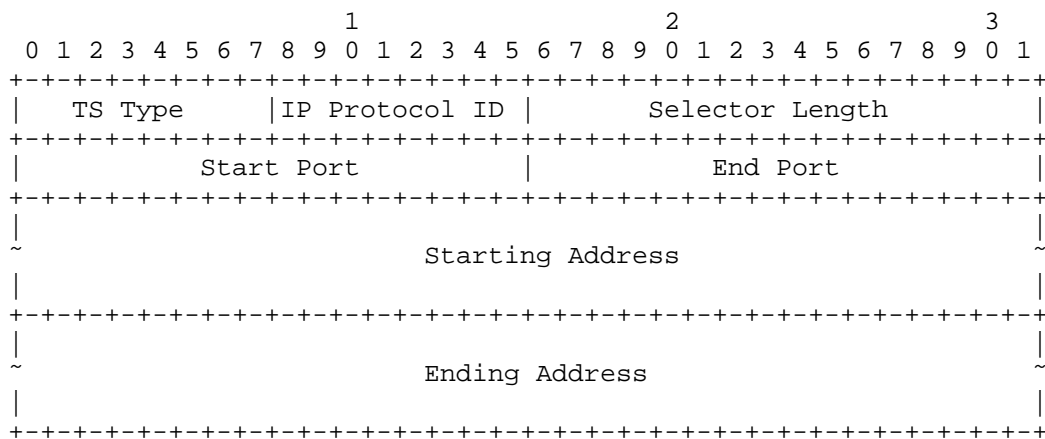 1                   2                   3
 0 1 2 3 4 5 6 7 8 9 0 1 2 3 4 5 6 7 8 9 0 1 2 3 4 5 6 7 8 9 0 1
+-+-+-+-+-+-+-+-+-+-+-+-+-+-+-+-+-+-+-+-+-+-+-+-+-+-+-+-+-+-+-+-+
|   TS Type     |IP Protocol ID |       Selector Length         |
+-+-+-+-+-+-+-+-+-+-+-+-+-+-+-+-+-+-+-+-+-+-+-+-+-+-+-+-+-+-+-+-+
|           Start Port          |           End Port            |
+-+-+-+-+-+-+-+-+-+-+-+-+-+-+-+-+-+-+-+-+-+-+-+-+-+-+-+-+-+-+-+-+
|                                                               |
~                         Starting Address                      ~
|                                                               |
+-+-+-+-+-+-+-+-+-+-+-+-+-+-+-+-+-+-+-+-+-+-+-+-+-+-+-+-+-+-+-+-+
|                                                               |
~                         Ending Address                        ~
|                                                               |
+-+-+-+-+-+-+-+-+-+-+-+-+-+-+-+-+-+-+-+-+-+-+-+-+-+-+-+-+-+-+-+-+